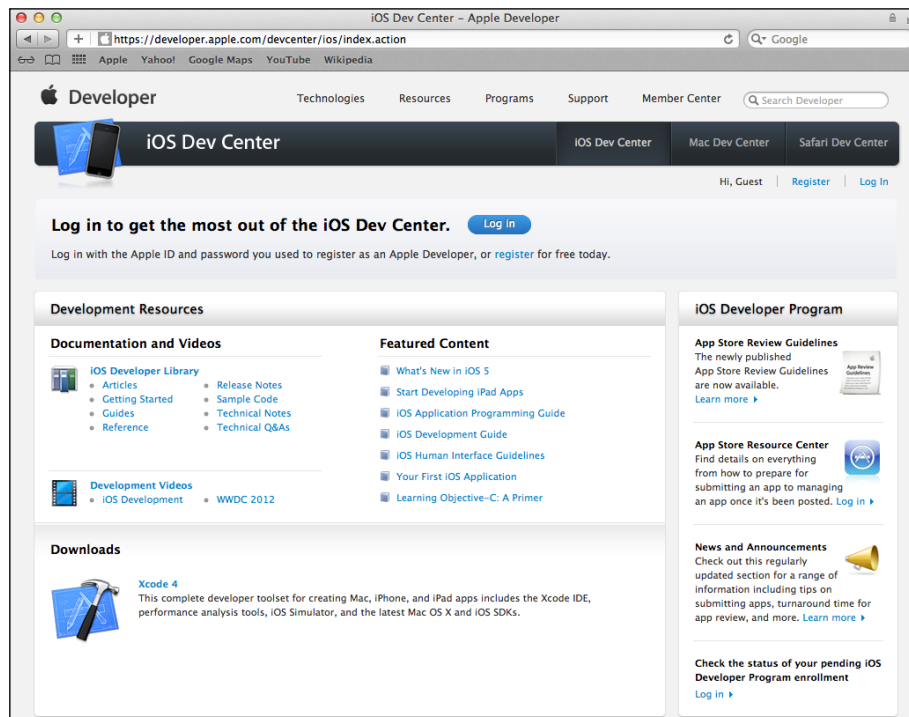 iOS Dev Center – Apple Developer
https://developer.apple.com/devcenter/ios/index.action
Google
Apple Yahoo! Google Maps YouTube Wikipedia
Developer
Technologies Resources Programs Support Member Center Search Developer
iOS Dev Center
iOS Dev Center Mac Dev Center Safari Dev Center
Hi, Guest Register Log In
Log in to get the most out of the iOS Dev Center. Log in
Log in with the Apple ID and password you used to register as an Apple Developer, or register for free today.
Development Resources
Documentation and Videos
iOS Developer Library
Articles
Getting Started
Guides
Reference
Release Notes
Sample Code
Technical Notes
Technical Q&As
Development Videos
iOS Development WWDC 2012
Featured Content
What's New in iOS 5
Start Developing iPad Apps
iOS Application Programming Guide
iOS Development Guide
iOS Human Interface Guidelines
Your First iOS Application
Learning Objective-C: A Primer
Downloads
Xcode 4
This complete developer toolset for creating Mac, iPhone, and iPad apps includes the Xcode IDE,
performance analysis tools, iOS Simulator, and the latest Mac OS X and iOS SDKs.
iOS Developer Program
App Store Review Guidelines
The newly published
App Store Review Guidelines
are now available.
Learn more
App Review
Guidelines
App Store Resource Center
Find details on everything
from how to prepare for
submitting an app to managing
an app once it's been posted. Log in
News and Announcements
Check out this regularly
updated section for a range of
information including tips on
submitting apps, turnaround time for
app review, and more. Learn more
Check the status of your pending iOS
Developer Program enrollment
Log in